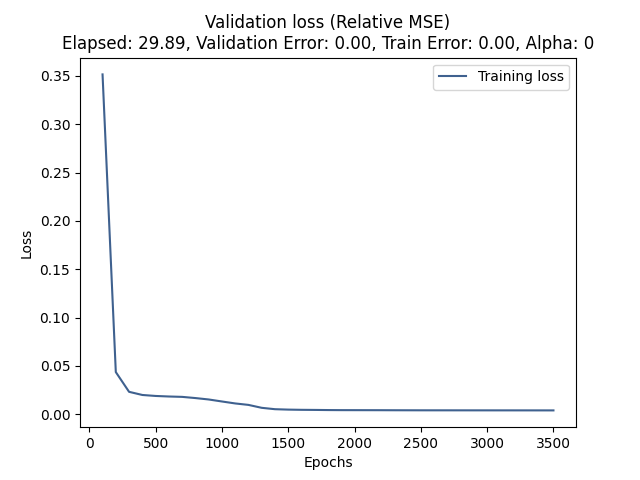 Validation loss (Relative MSE)
Elapsed: 29.89, Validation Error: 0.00, Train Error: 0.00, Alpha: 0
Training loss
0.35
0.30
0.25
0.20
0.15
0.10
0.05
0.00
Loss
0 500 1000 1500 2000 2500 3000 3500
Epochs